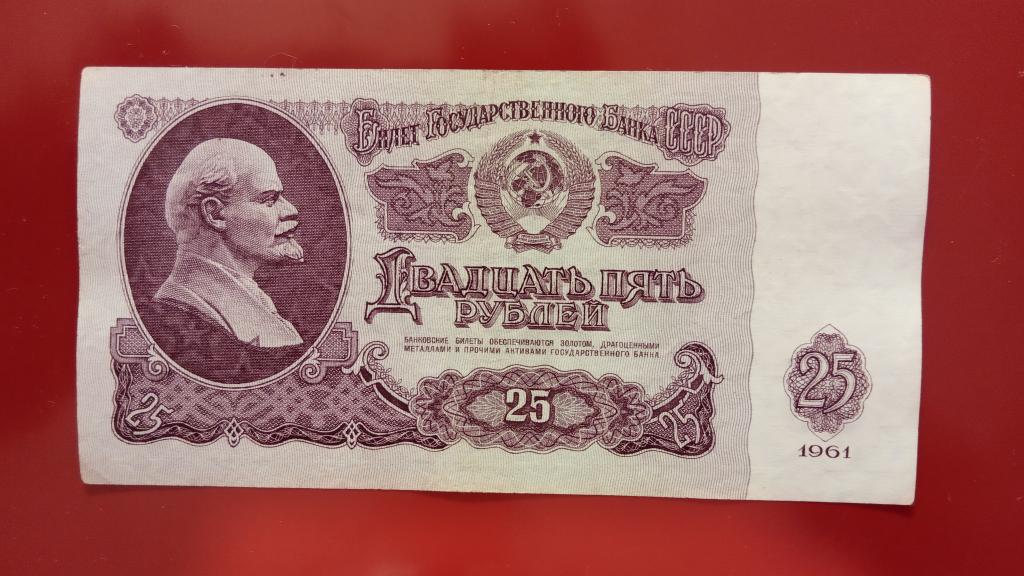 Билет Государственного Банка СССР
Двадцать пять
рублей
БАНКОВСКИЕ БИЛЕТЫ ОБЕСПЕЧИВАЮТСЯ ЗОЛОТОМ, ДРАГОЦЕННЫМИ
МЕТАЛЛАМИ И ПРОЧИМИ АКТИВАМИ ГОСУДАРСТВЕННОГО БАНКА
25
25
25
25
1961